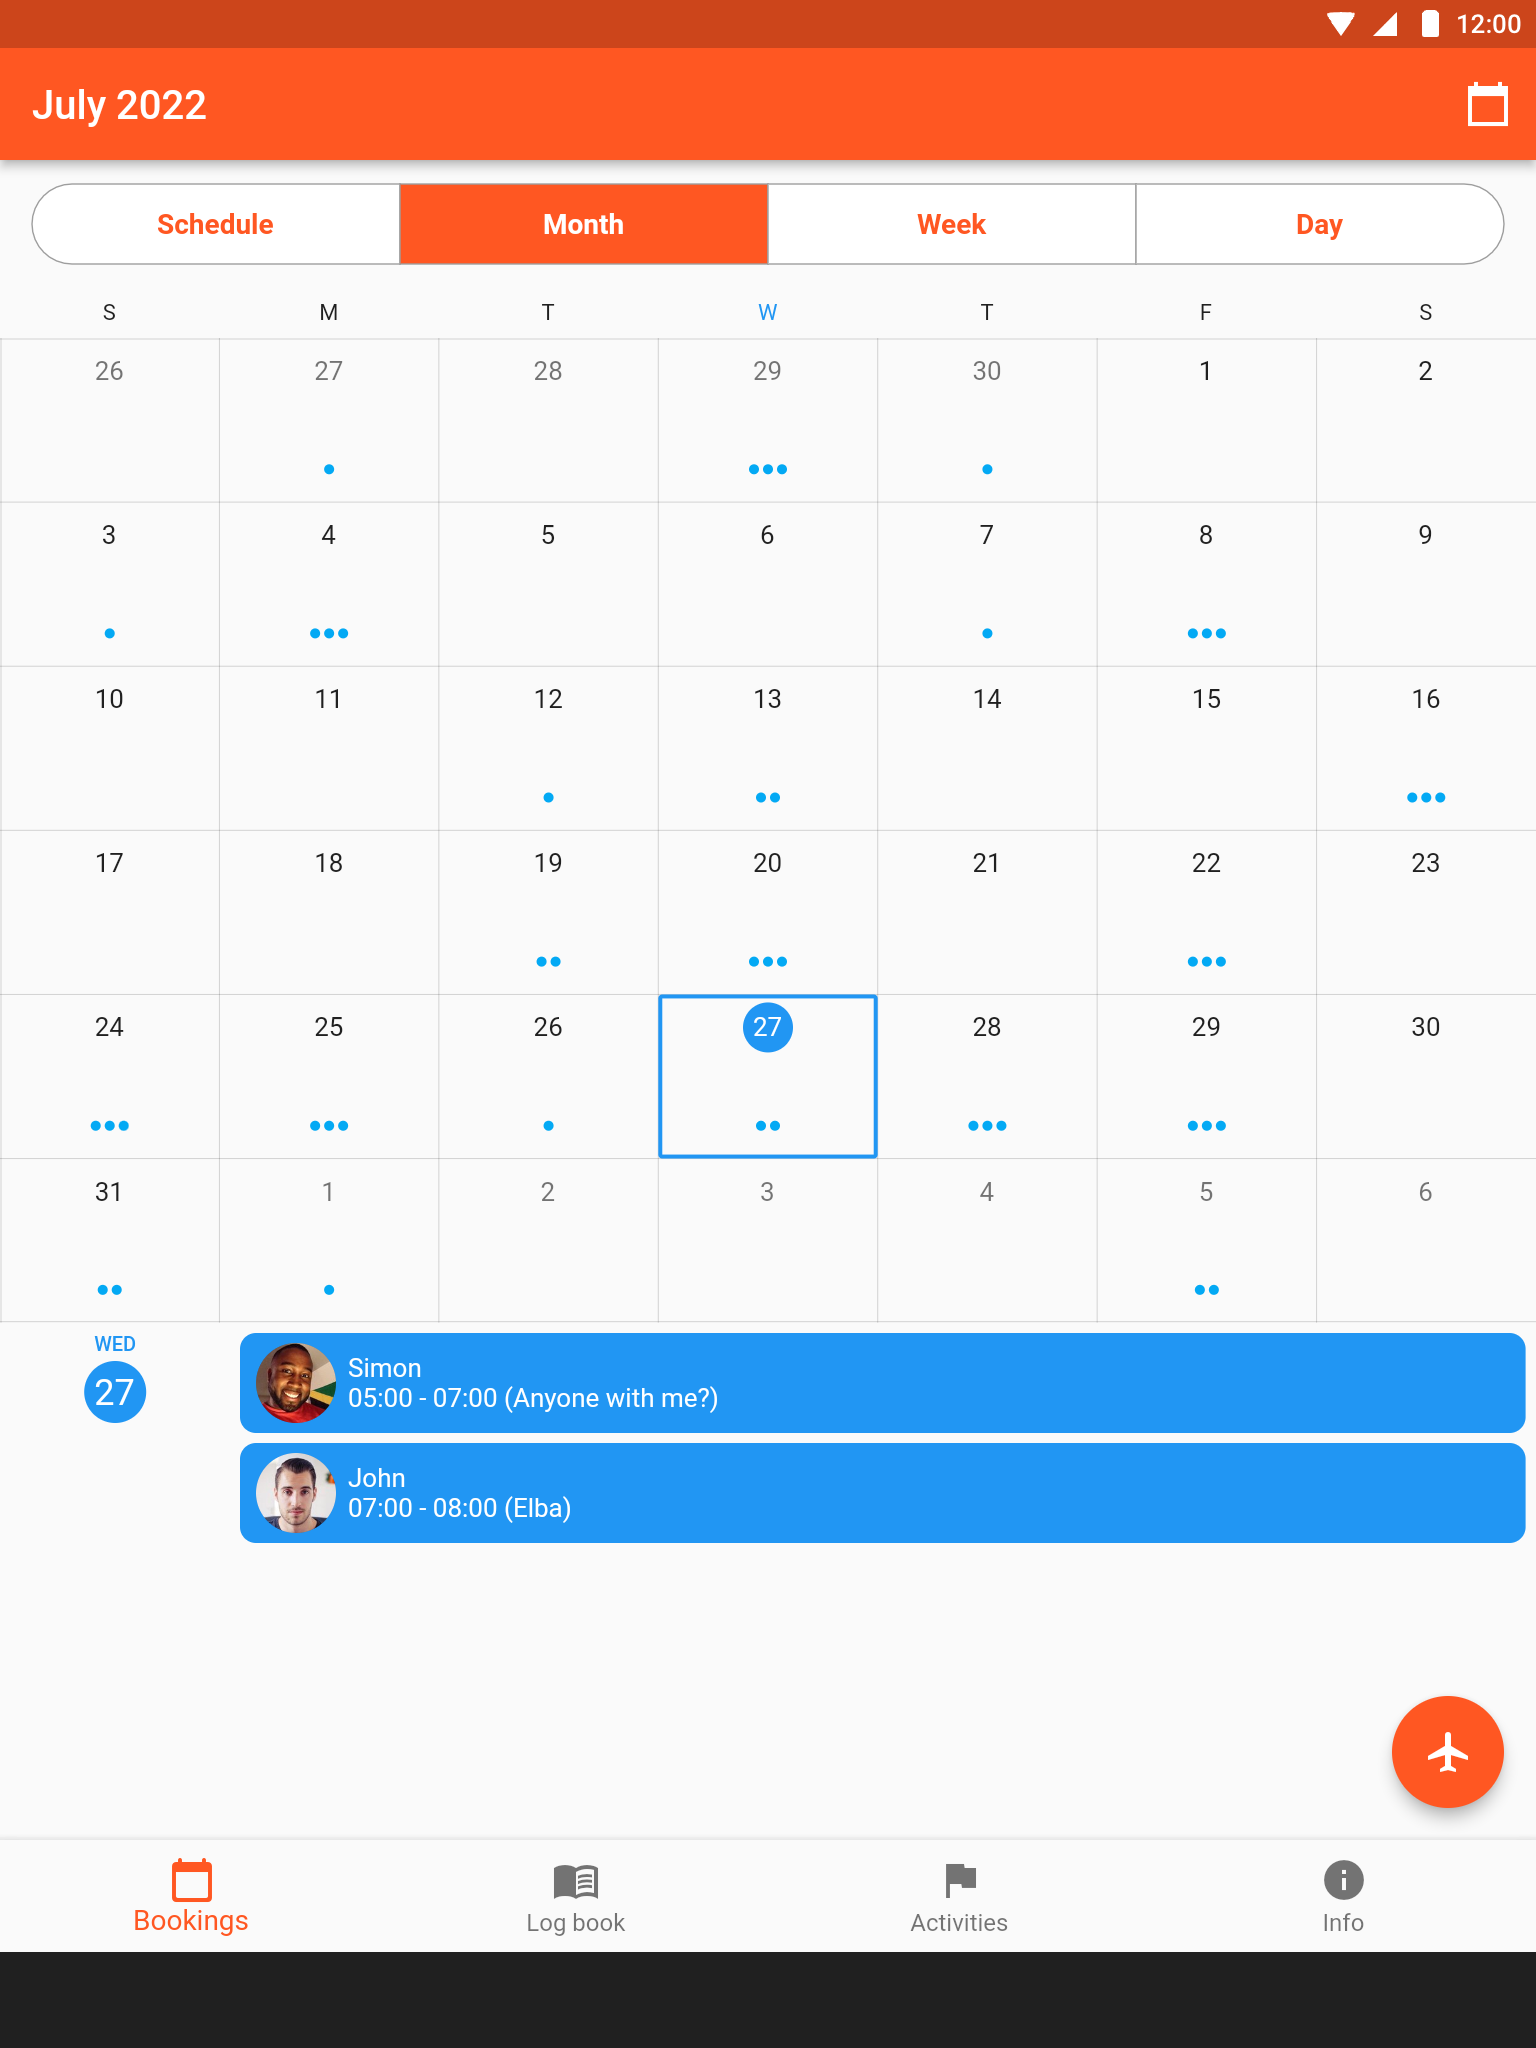 12:00
July 2022
Schedule Month Week Day
S M T W T F S
26 27 28 29 30 1 2
3 4 5 6 7 8 9
10 11 12 13 14 15 16
17 18 19 20 21 22 23
24 25 26 27 28 29 30
31 1 2 3 4 5 6
WED
27
Simon
05:00 - 07:00 (Anyone with me?)
John
07:00 - 08:00 (Elba)
Bookings Log book Activities Info